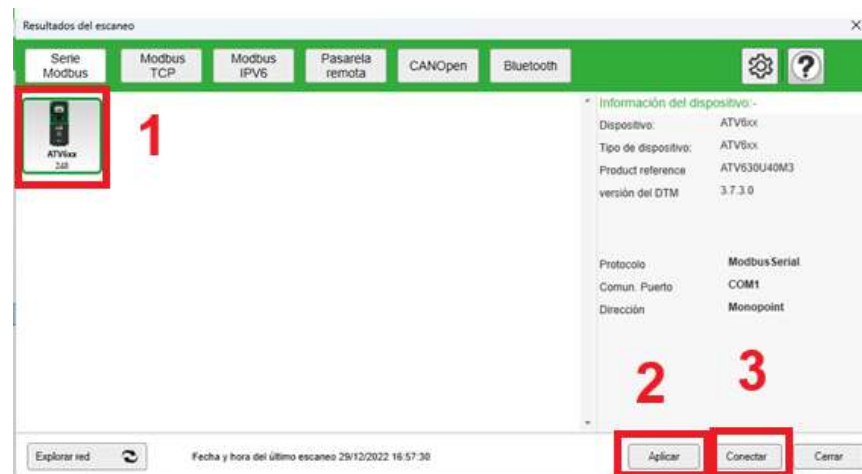 Resultados del escaneo
Serie Modbus
Modbus TCP
Modbus IPV6
Pasarela remota
CANOpen
Bluetooth
?
ATV6xx
248
1
Información del dispositivo:-
Dispositivo: ATV6xx
Tipo de dispositivo: ATV6xx
Product reference ATV630U40M3
versión del DTM 3.7.3.0
Protocolo ModbusSerial
Comun. Puerto COM1
Dirección Monopoint
2
3
Explorar red
Fecha y hora del último escaneo 29/12/2022 16:57:30
Aplicar
Conectar
Cerrar